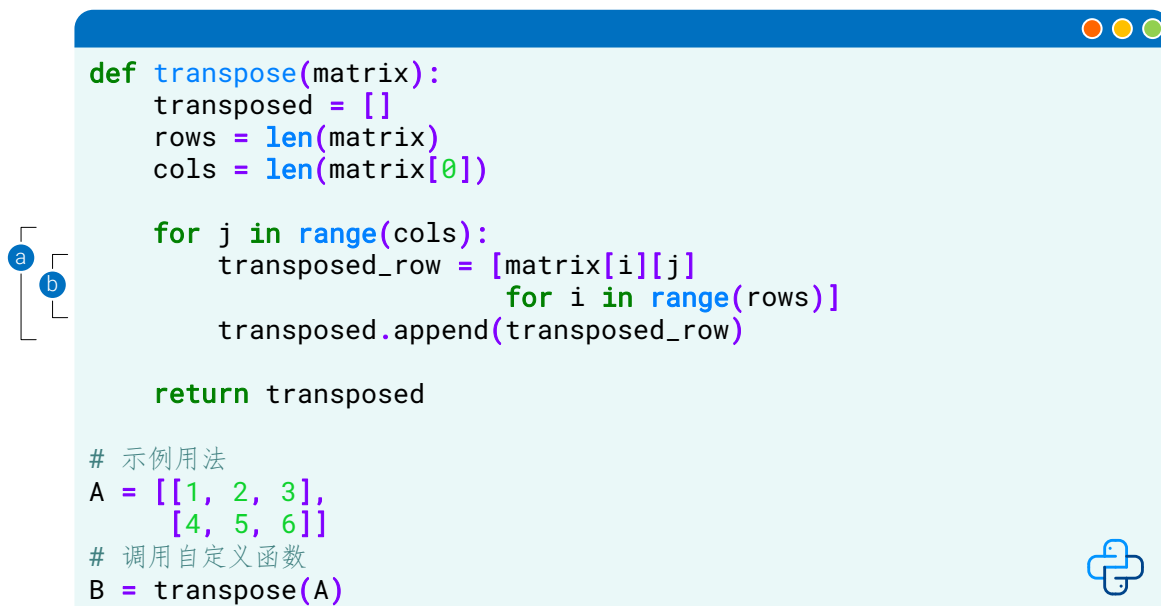 def transpose(matrix):
    transposed = []
    rows = len(matrix)
    cols = len(matrix[0])
    for j in range(cols):
a
        transposed_row = [matrix[i][j]
b
                          for i in range(rows)]
        transposed.append(transposed_row)
    return transposed
# 示例用法
A = [[1, 2, 3],
     [4, 5, 6]]
# 调用自定义函数
B = transpose(A)